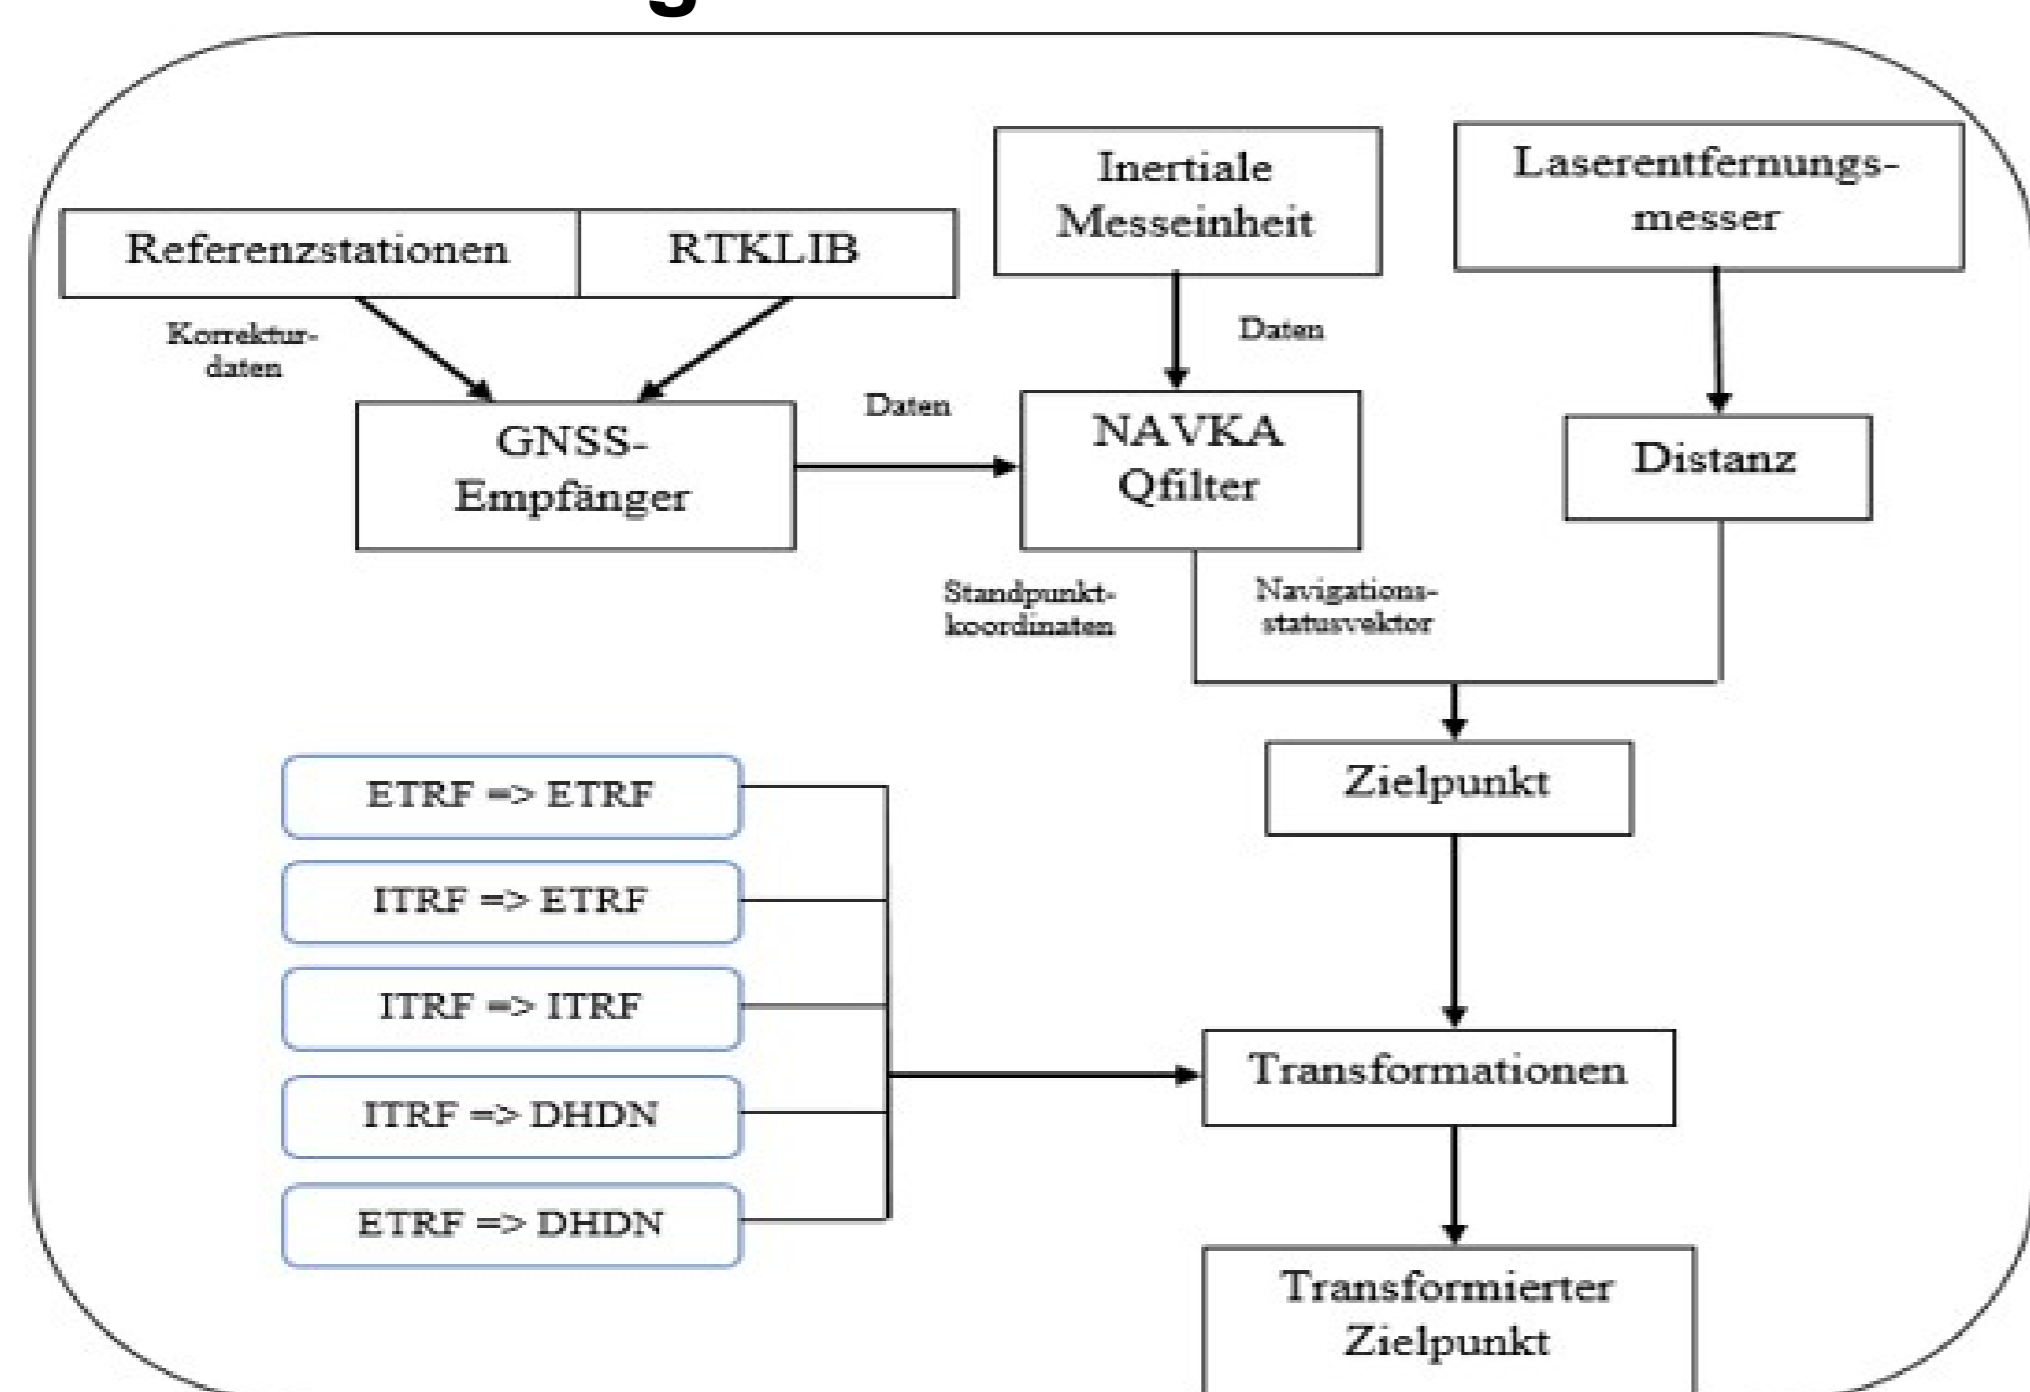 Inertiale
Messeinheit
Laserentfernungs-
messer
Referenzstationen
RTKLIB
Korrektur-
daten
Daten
Daten
GNSS-
Empfänger
NAVKA
Qfilter
Distanz
Standpunkt-
koordinaten
Navigations-
statusvektor
Zielpunkt
ETRF => ETRF
ITRF => ETRF
ITRF => ITRF
ITRF => DHDN
ETRF => DHDN
Transformationen
Transformierter
Zielpunkt